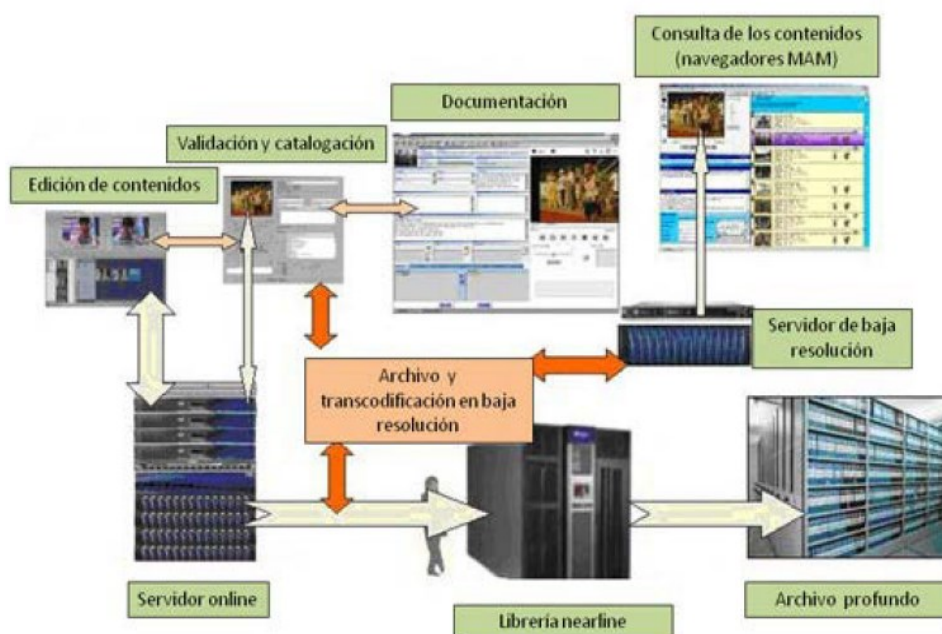 Consulta de los contenidos
(navegadores MAM)
Documentación
Validación y catalogación
Edición de contenidos
Servidor de baja
resolución
Archivo y
transcodificación en baja
resolución
Servidor online
Librería nearline
Archivo profundo